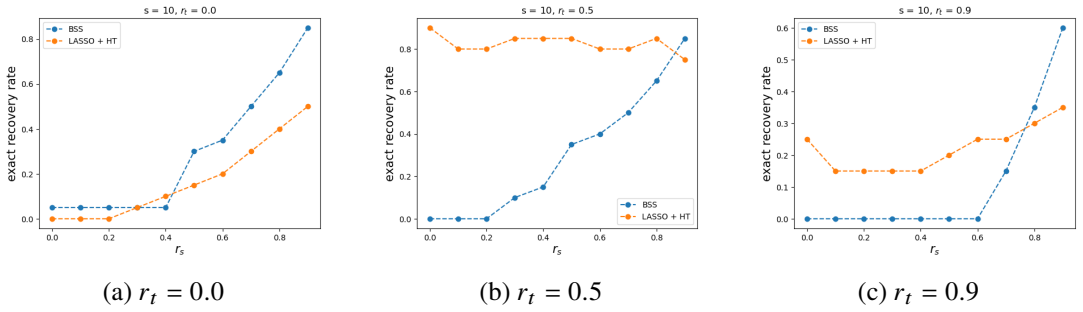 s = 10, r_t = 0.0
BSS
LASSO + HT
exact recovery rate
0.8
0.6
0.4
0.2
0.0
0.0 0.2 0.4 0.6 0.8
r_s
(a) r_t = 0.0
s = 10, r_t = 0.5
BSS
LASSO + HT
exact recovery rate
0.8
0.6
0.4
0.2
0.0
0.0 0.2 0.4 0.6 0.8
r_s
(b) r_t = 0.5
s = 10, r_t = 0.9
BSS
LASSO + HT
exact recovery rate
0.6
0.5
0.4
0.3
0.2
0.1
0.0
0.0 0.2 0.4 0.6 0.8
r_s
(c) r_t = 0.9